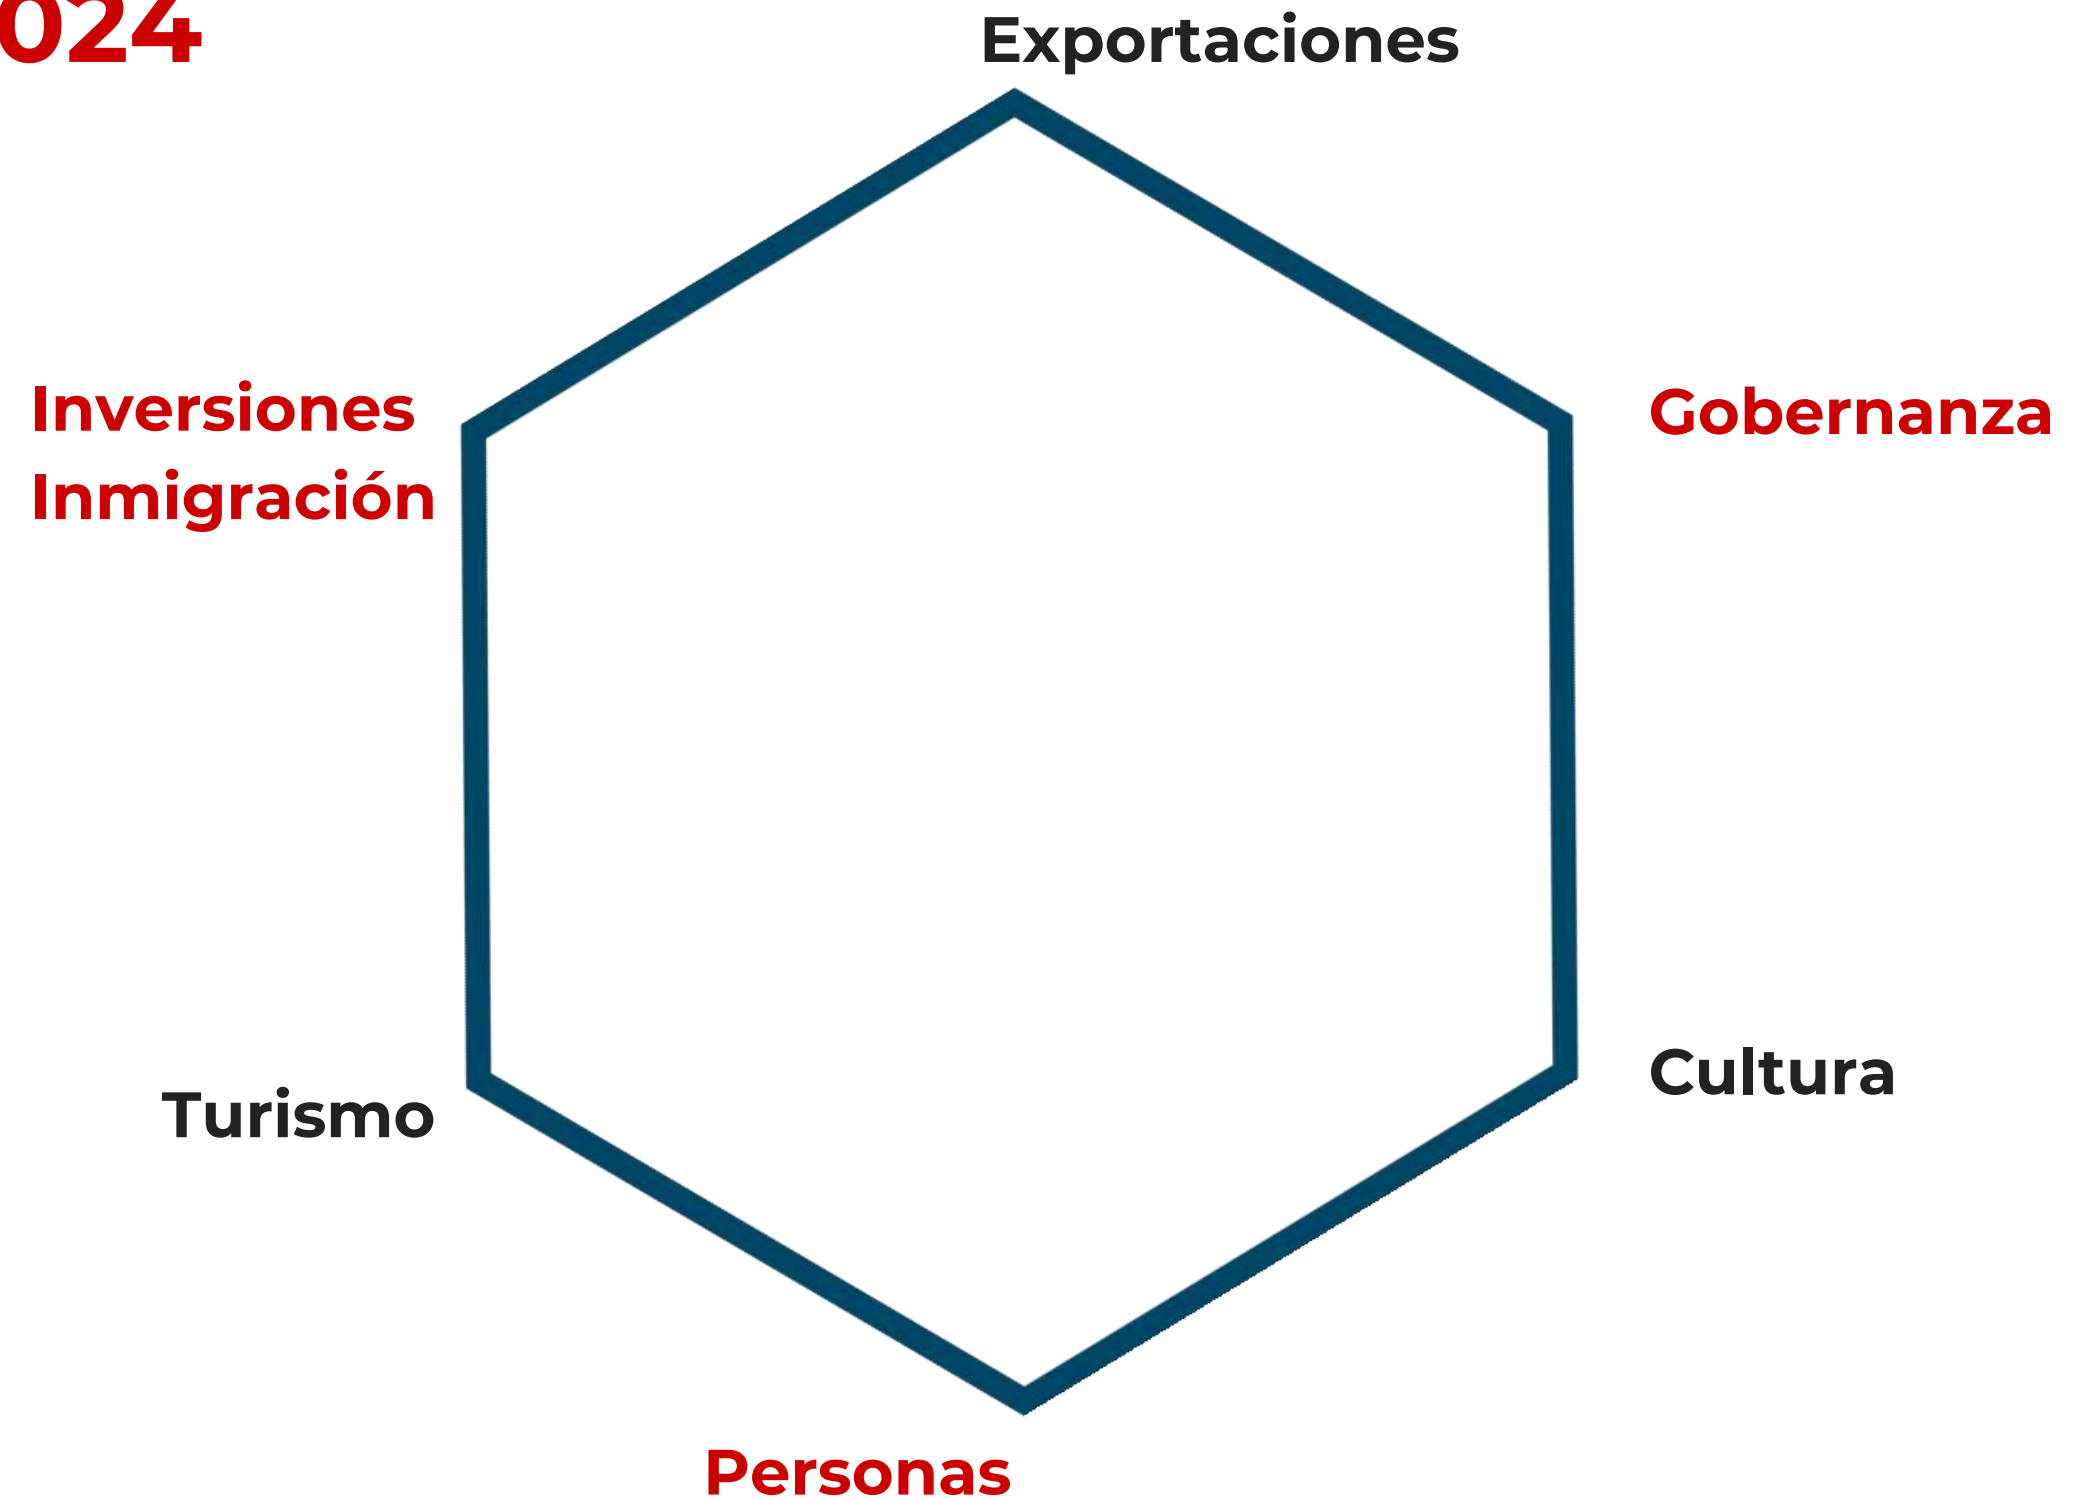 024
Exportaciones
Inversiones
Inmigración
Gobernanza
Cultura
Turismo
Personas